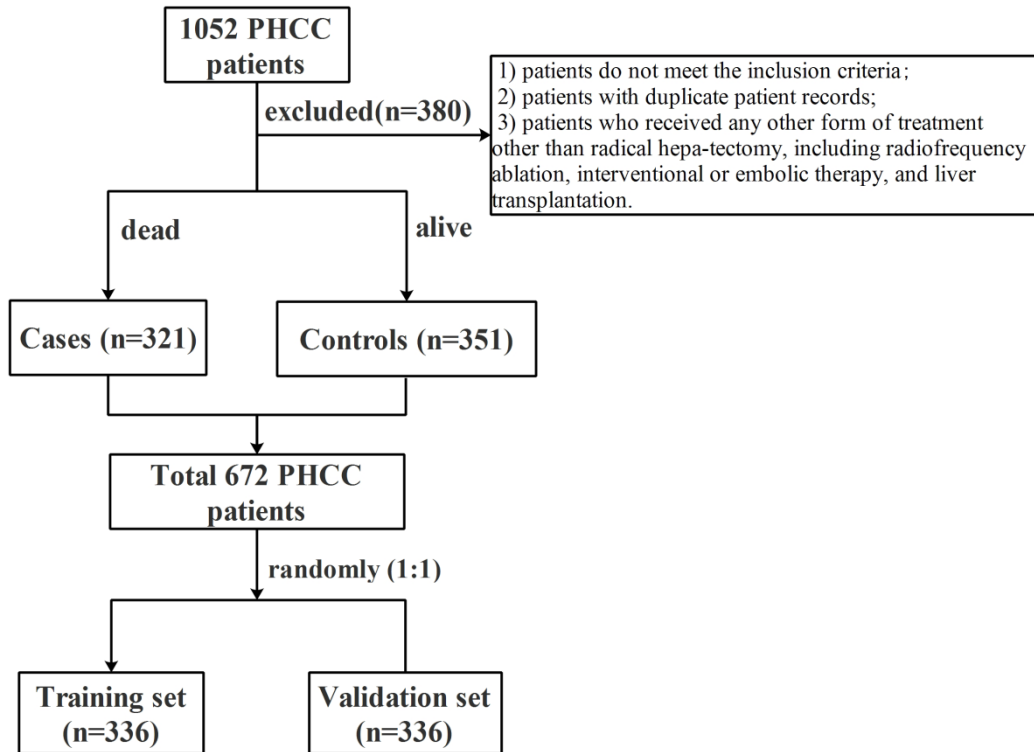 1052 PHCC
patients
excluded(n=380)
1) patients do not meet the inclusion criteria;
2) patients with duplicate patient records;
3) patients who received any other form of treatment
other than radical hepa-tectomy, including radiofrequency
ablation, interventional or embolic therapy, and liver
transplantation.
dead
alive
Cases (n=321)
Controls (n=351)
Total 672 PHCC
patients
randomly (1:1)
Training set
(n=336)
Validation set
(n=336)